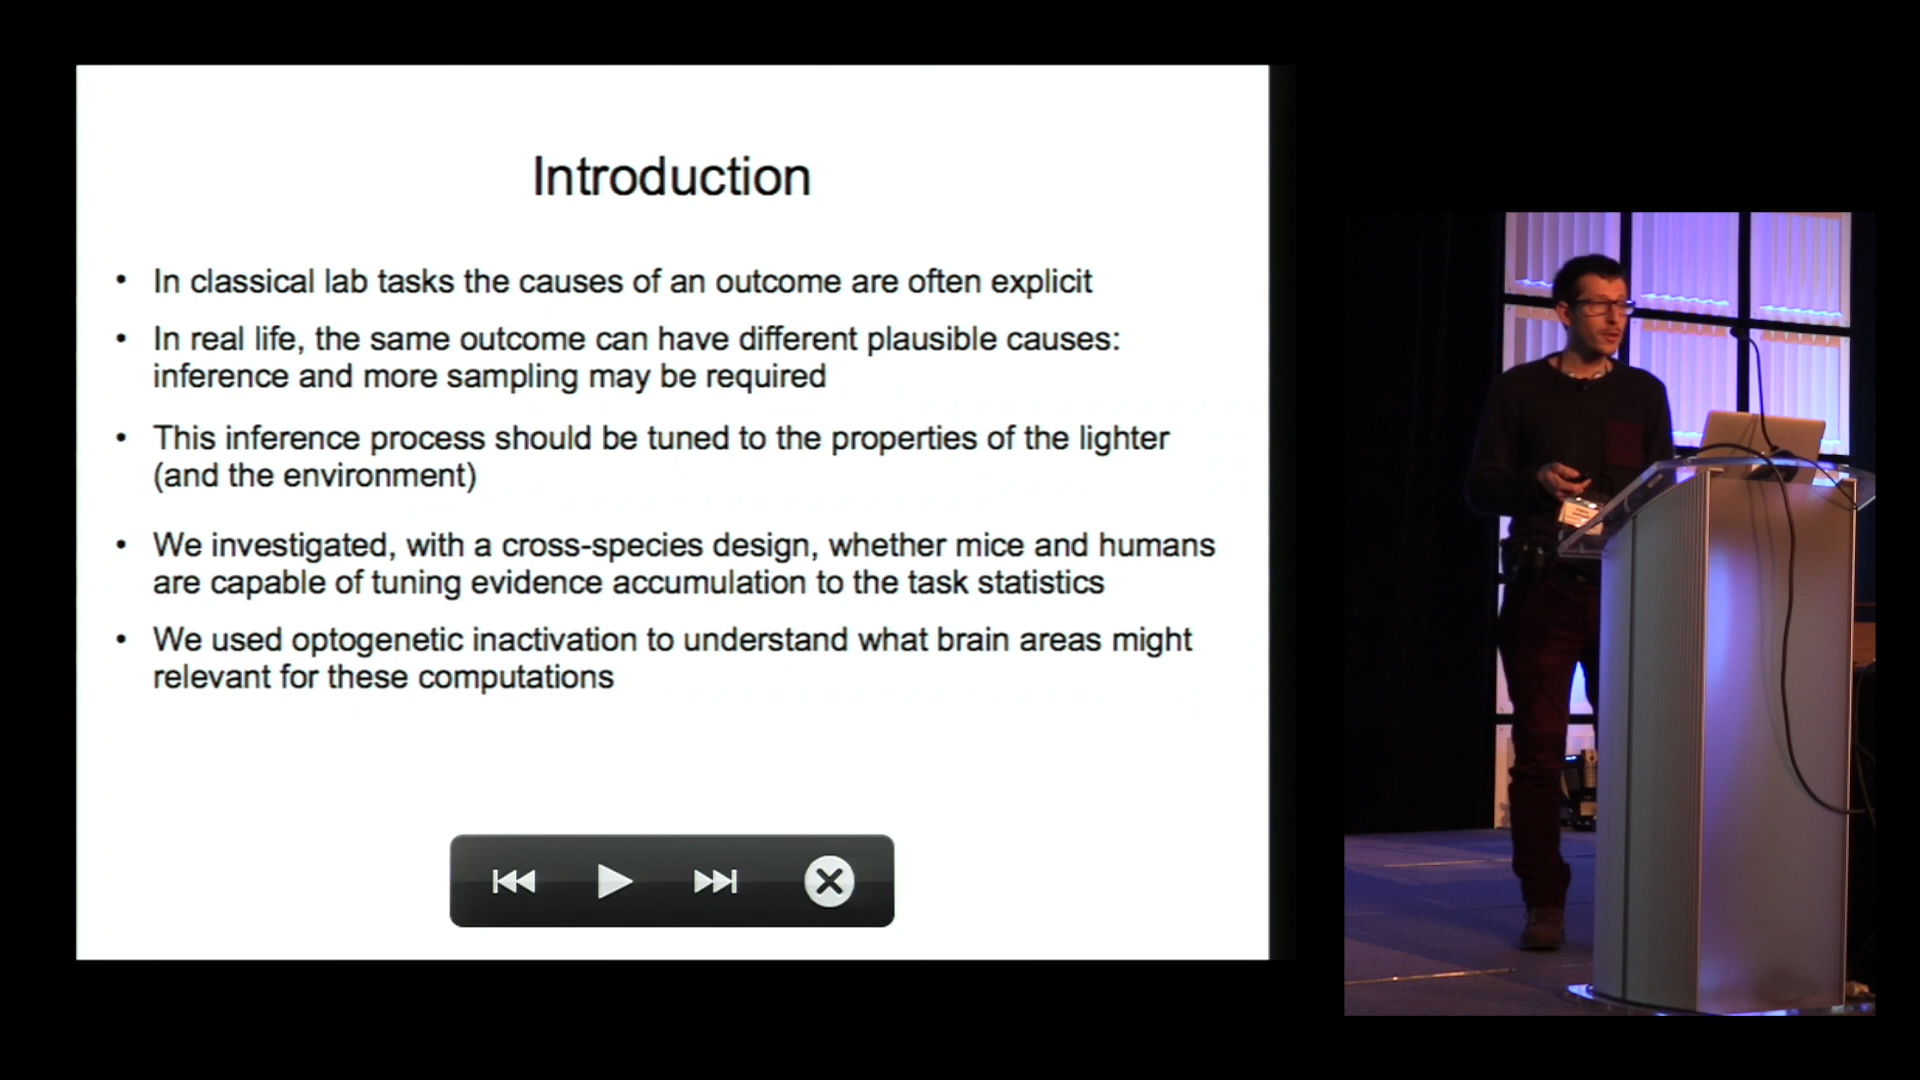 Introduction
• In classical lab tasks the causes of an outcome are often explicit
• In real life, the same outcome can have different plausible causes:
inference and more sampling may be required
• This inference process should be tuned to the properties of the lighter
(and the environment)
• We investigated, with a cross-species design, whether mice and humans
are capable of tuning evidence accumulation to the task statistics
• We used optogenetic inactivation to understand what brain areas might
relevant for these computations